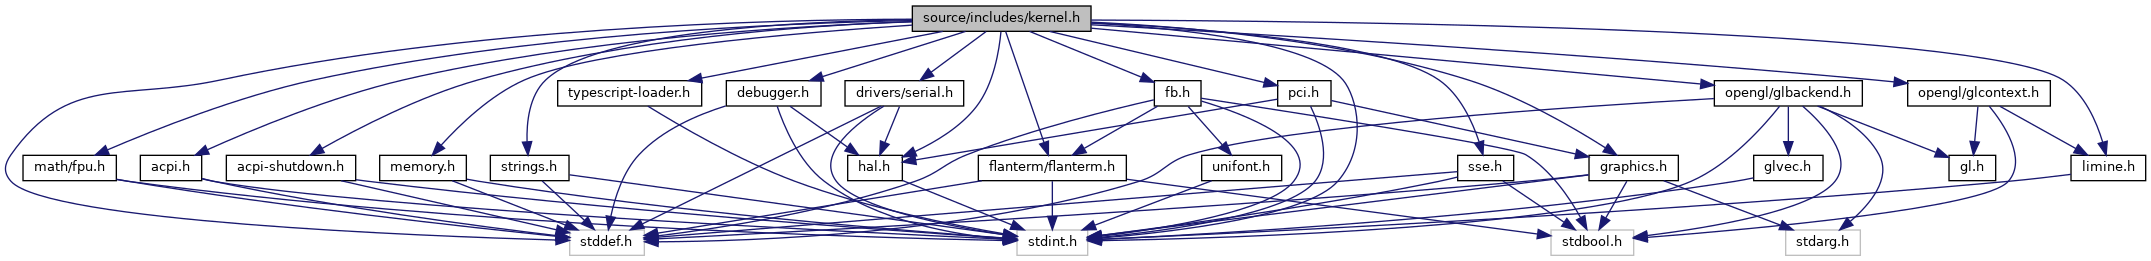 source/includes/kernel.h
typescript-loader.h
debugger.h
drivers/serial.h
fb.h
pci.h
opengl/glbackend.h
opengl/glcontext.h
math/fpu.h
acpi.h
acpi-shutdown.h
memory.h
strings.h
hal.h
flanterm/flanterm.h
unifont.h
sse.h
graphics.h
glvec.h
gl.h
limine.h
stddef.h
stdint.h
stdbool.h
stdarg.h